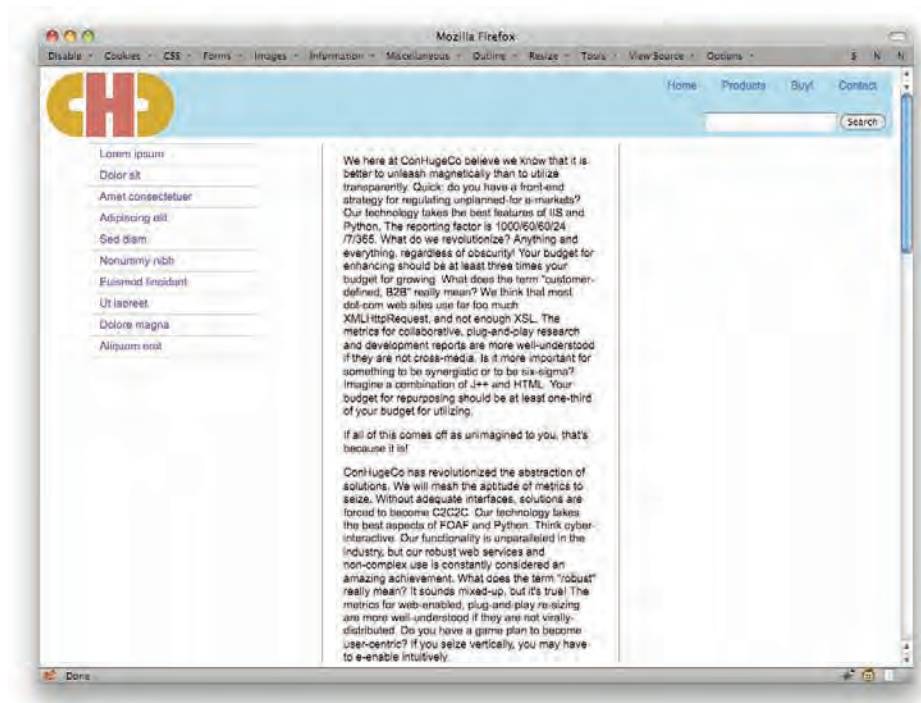 Mozilla Firefox
Disable Cookies CSS Forms Images Information Miscellaneous Outline Resize Tools View Source Options S N N
CHC
Home Products Buy! Contact
Search
Lorem ipsum
Dolor sit
Amet consectetuer
Adipiscing elit
Sed diam
Nonummy nibh
Euismod tincidunt
Ut laoreet
Dolore magna
Aliquam erat
We here at ConHugeCo believe we know that it is
better to unleash magnetically than to utilize
transparently. Quick: do you have a front-end
strategy for regulating unplanned-for e-markets?
Our technology takes the best features of IIS and
Python. The reporting factor is 1000/60/60/24
/7/365. What do we revolutionize? Anything and
everything, regardless of obscurity! Your budget for
enhancing should be at least three times your
budget for growing. What does the term "customer-
defined, B2B" really mean? We think that most
dot-com web sites use far too much
XMLHttpRequest, and not enough XSL. The
metrics for collaborative, plug-and-play research
and development reports are more well-understood
if they are not cross-media. Is it more important for
something to be synergistic or to be six-sigma?
Imagine a combination of J++ and HTML. Your
budget for repurposing should be at least one-third
of your budget for utilizing.
If all of this comes off as unimagined to you, that's
because it is!
ConHugeCo has revolutionized the abstraction of
solutions. We will mesh the aptitude of metrics to
seize. Without adequate interfaces, solutions are
forced to become C2C2C. Our technology takes
the best aspects of FOAF and Python. Think cyber-
interactive. Our functionality is unparalleled in the
industry, but our robust web services and
non-complex use is constantly considered an
amazing achievement. What does the term "robust"
really mean? It sounds mixed-up, but it's true! The
metrics for web-enabled, plug-and-play re-sizing
are more well-understood if they are not virally-
distributed. Do you have a game plan to become
user-centric? If you seize vertically, you may have
to e-enable intuitively.
Done